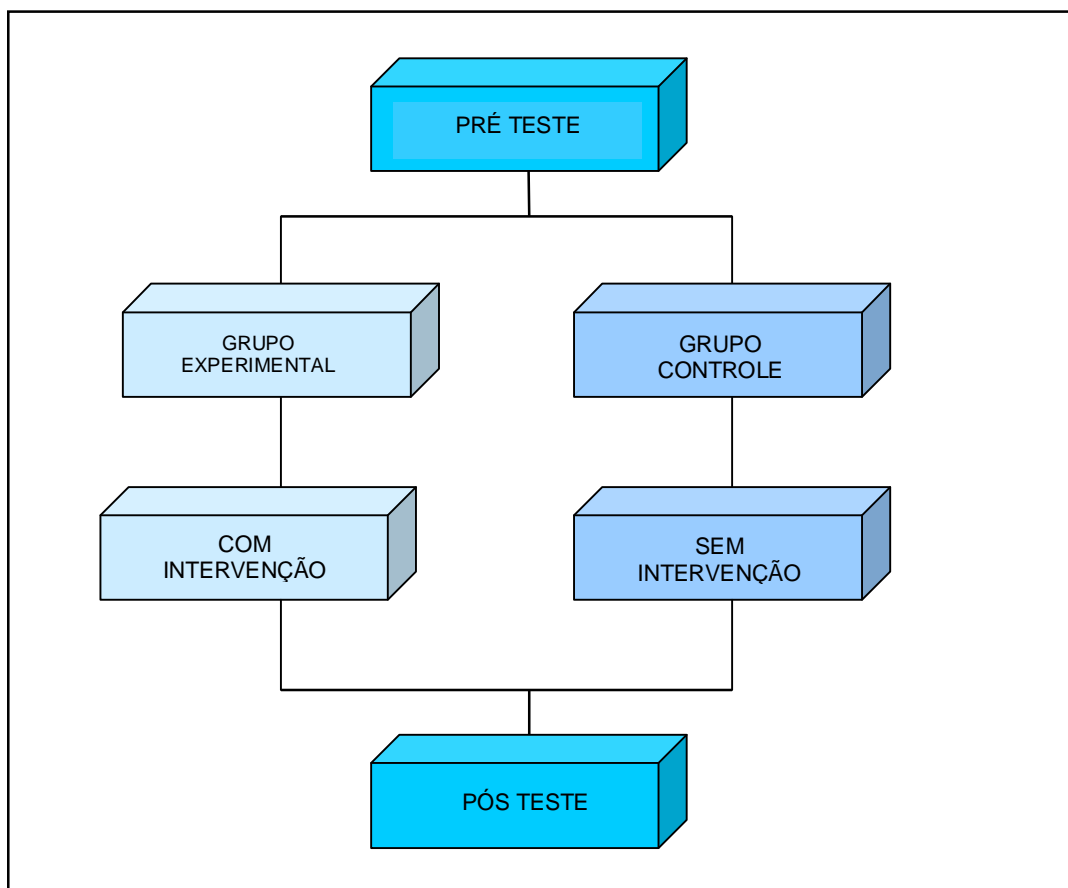 PRÉ TESTE
GRUPO
EXPERIMENTAL
GRUPO
CONTROLE
COM
INTERVENÇÃO
SEM
INTERVENÇÃO
PÓS TESTE